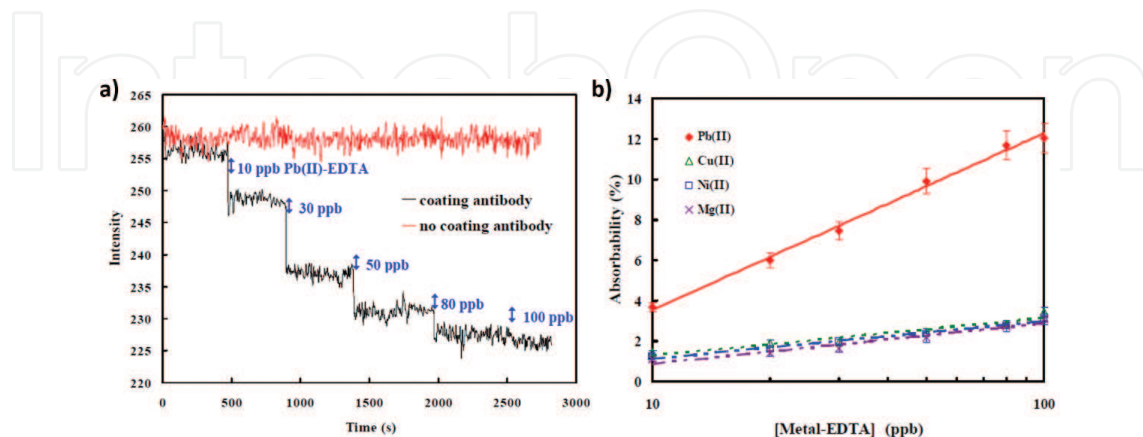 IntechOpen
a)
265
260
255
250
245
240
235
230
225
220
Intensity
10 ppb Pb(II)-EDTA
30 ppb
50 ppb
80 ppb
100 ppb
coating antibody
no coating antibody
0 500 1000 1500 2000 2500 3000
Time (s)
b)
14
12
10
8
6
4
2
0
Absorbability (%)
Pb(II)
Cu(II)
Ni(II)
Mg(II)
10 100
[Metal-EDTA] (ppb)